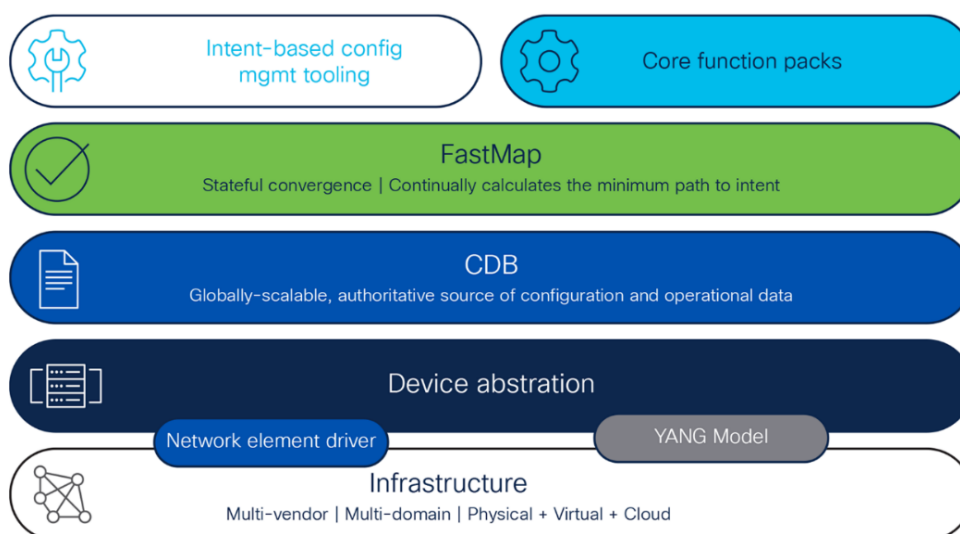 Intent-based config
mgmt tooling
Core function packs
FastMap
Stateful convergence | Continually calculates the minimum path to intent
CDB
Globally-scalable, authoritative source of configuration and operational data
Device abstration
Network element driver
YANG Model
Infrastructure
Multi-vendor | Multi-domain | Physical + Virtual + Cloud